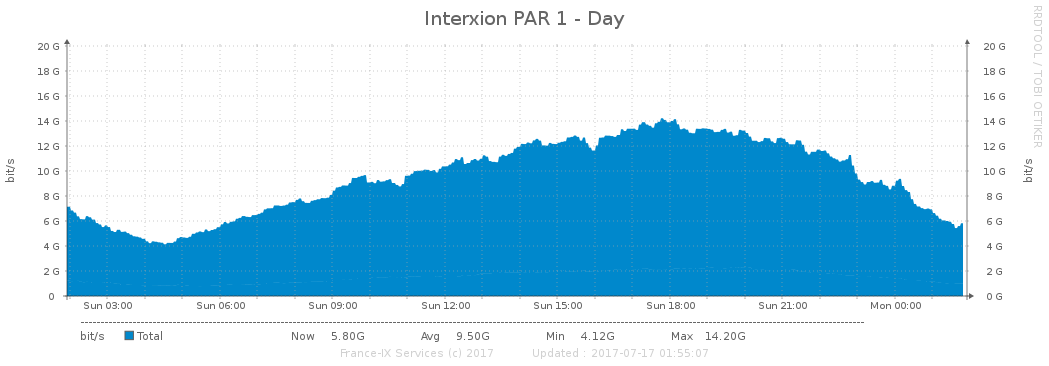 Interxion PAR 1 - Day
RRDTOOL / TOBI OETIKER
20 G 20 G
18 G 18 G
16 G 16 G
14 G 14 G
12 G 12 G
10 G 10 G
8 G 8 G
6 G 6 G
4 G 4 G
2 G 2 G
0 0 G
bit/s bit/s
Sun 03:00 Sun 06:00 Sun 09:00 Sun 12:00 Sun 15:00 Sun 18:00 Sun 21:00 Mon 00:00
bit/s Total Now 5.80G Avg 9.50G Min 4.12G Max 14.20G
France-IX Services (c) 2017 Updated : 2017-07-17 01:55:07